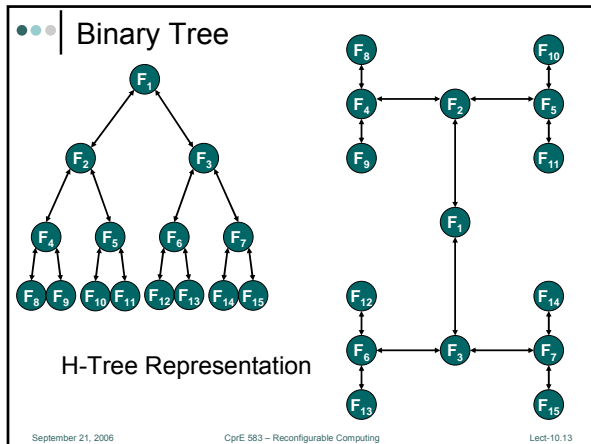 Binary Tree
F1
F2
F3
F4
F5
F6
F7
F8
F9
F10
F11
F12
F13
F14
F15
H-Tree Representation
F8
F10
F4
F2
F5
F9
F11
F1
F12
F14
F6
F3
F7
F13
F15
September 21, 2006
CprE 583 – Reconfigurable Computing
Lect-10.13